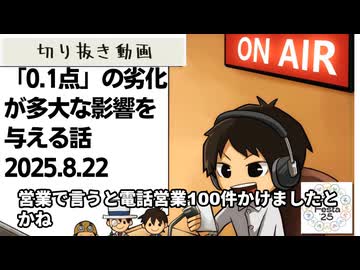 切り抜き動画
ON AIR
「0.1点」の劣化
が多大な影響を
与える話
2025.8.22
営業で言うと電話営業100件かけましたと
かね
Festa
'25